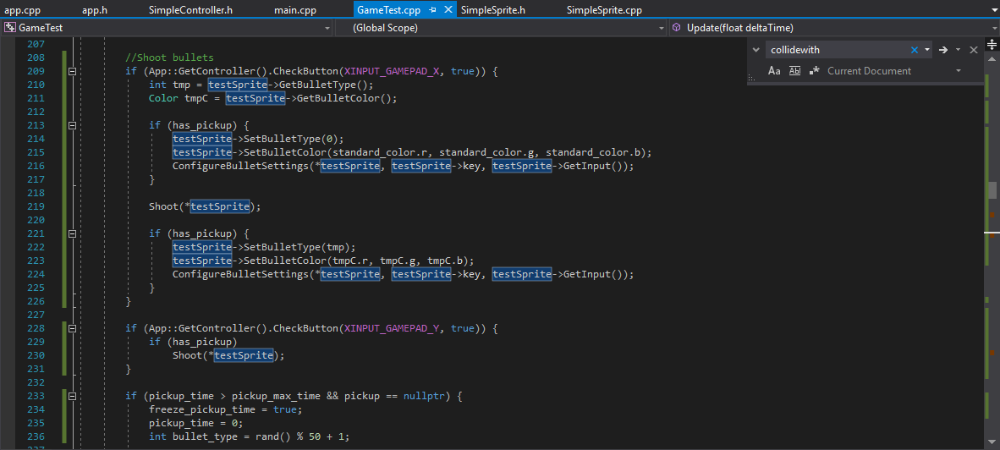 app.cpp app.h SimpleController.h main.cpp GameTest.cpp SimpleSprite.h SimpleSprite.cpp
GameTest (Global Scope) Update(float deltaTime)
collidewith
Aa Ab .* Current Document
207
208 //Shoot bullets
209 if (App::GetController().CheckButton(XINPUT_GAMEPAD_X, true)) {
210 int tmp = testSprite->GetBulletType();
211 Color tmpC = testSprite->GetBulletColor();
212
213 if (has_pickup) {
214 testSprite->SetBulletType(0);
215 testSprite->SetBulletColor(standard_color.r, standard_color.g, standard_color.b);
216 ConfigureBulletSettings(*testSprite, testSprite->key, testSprite->GetInput());
217 }
218
219 Shoot(*testSprite);
220
221 if (has_pickup) {
222 testSprite->SetBulletType(tmp);
223 testSprite->SetBulletColor(tmpC.r, tmpC.g, tmpC.b);
224 ConfigureBulletSettings(*testSprite, testSprite->key, testSprite->GetInput());
225 }
226 }
227
228 if (App::GetController().CheckButton(XINPUT_GAMEPAD_Y, true)) {
229 if (has_pickup)
230 Shoot(*testSprite);
231 }
232
233 if (pickup_time > pickup_max_time && pickup == nullptr) {
234 freeze_pickup_time = true;
235 pickup_time = 0;
236 int bullet_type = rand() % 50 + 1;